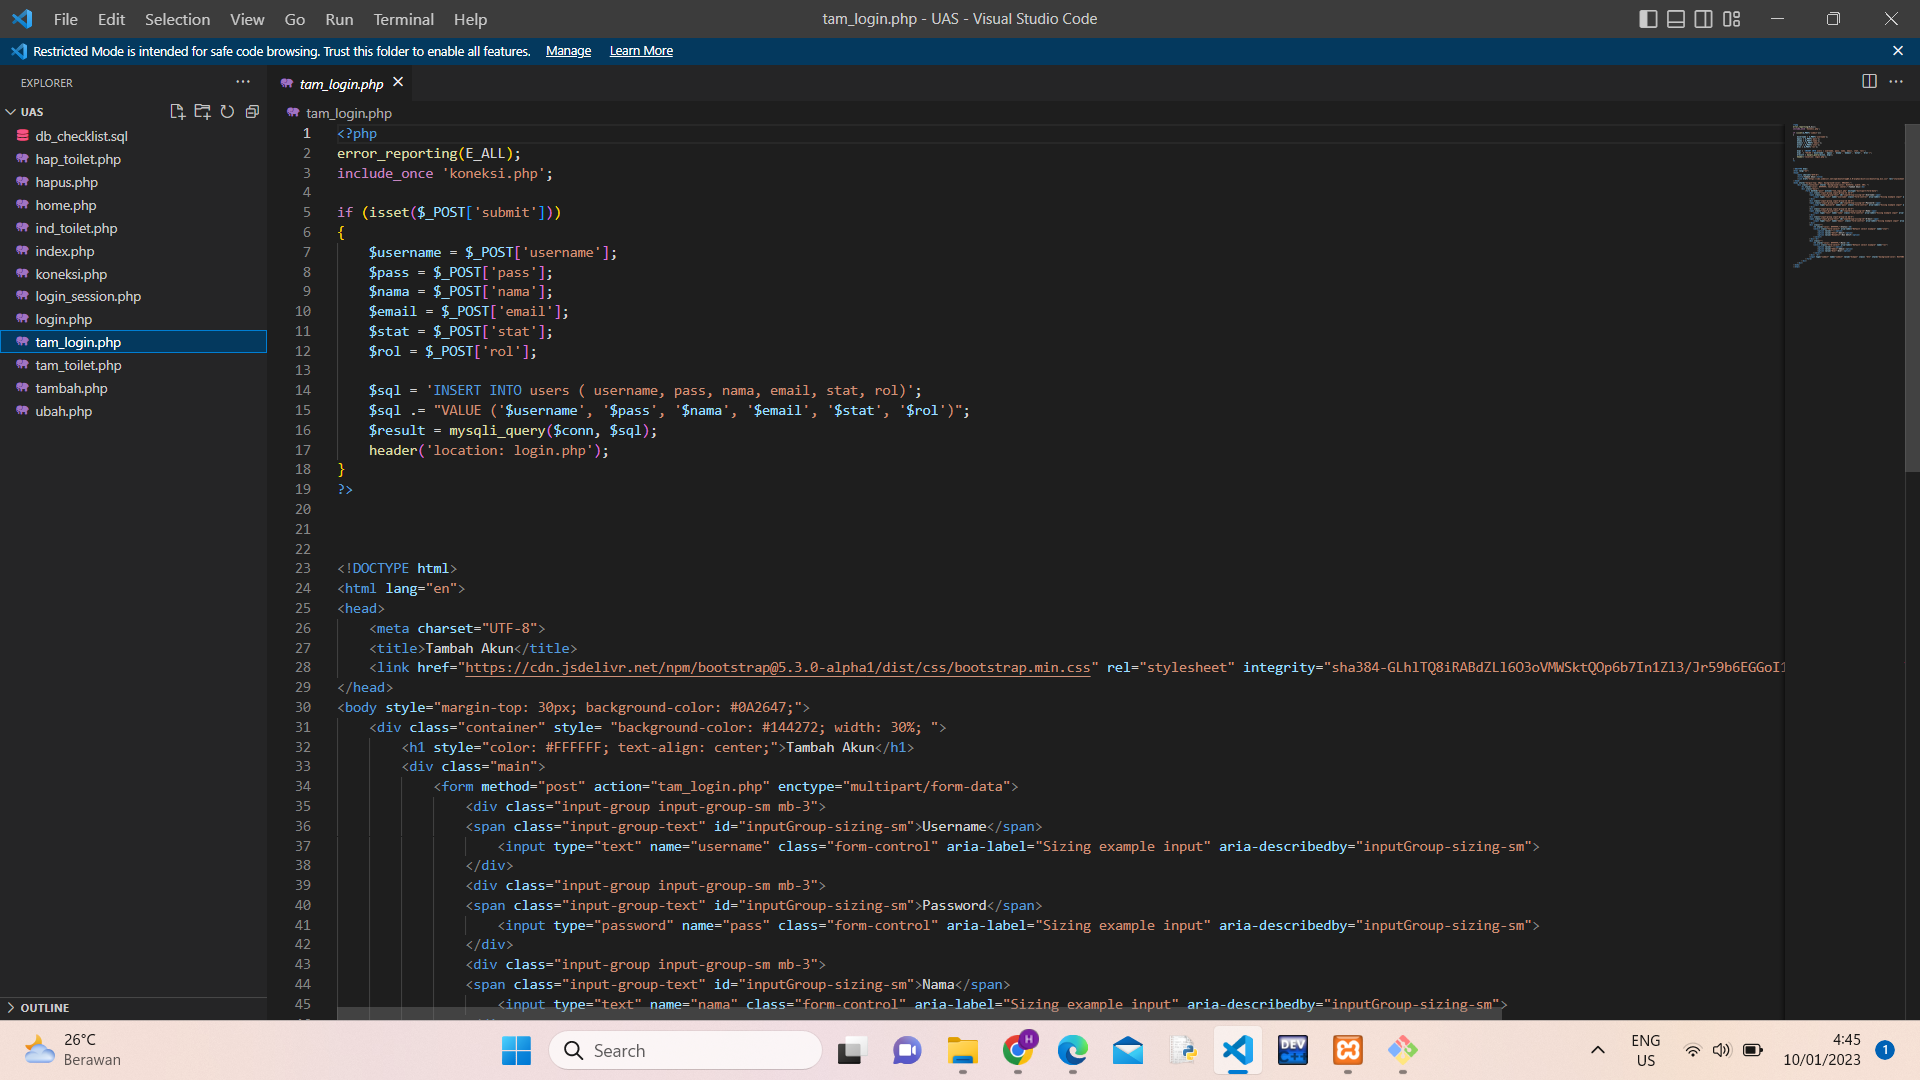 File Edit Selection View Go Run Terminal Help
tam_login.php - UAS - Visual Studio Code
Restricted Mode is intended for safe code browsing. Trust this folder to enable all features. Manage Learn More
EXPLORER
UAS
db_checklist.sql
hap_toilet.php
hapus.php
home.php
ind_toilet.php
index.php
koneksi.php
login_session.php
login.php
tam_login.php
tam_toilet.php
tambah.php
ubah.php
OUTLINE
tam_login.php
tam_login.php
1 <?php
2 error_reporting(E_ALL);
3 include_once 'koneksi.php';
4
5 if (isset($_POST['submit']))
6 {
7 $username = $_POST['username'];
8 $pass = $_POST['pass'];
9 $nama = $_POST['nama'];
10 $email = $_POST['email'];
11 $stat = $_POST['stat'];
12 $rol = $_POST['rol'];
13
14 $sql = 'INSERT INTO users ( username, pass, nama, email, stat, rol)';
15 $sql .= "VALUE ('$username', '$pass', '$nama', '$email', '$stat', '$rol')";
16 $result = mysqli_query($conn, $sql);
17 header('location: login.php');
18 }
19 ?>
20
21
22
23 <!DOCTYPE html>
24 <html lang="en">
25 <head>
26 <meta charset="UTF-8">
27 <title>Tambah Akun</title>
28 <link href="https://cdn.jsdelivr.net/npm/bootstrap@5.3.0-alpha1/dist/css/bootstrap.min.css" rel="stylesheet" integrity="sha384-GLhlTQ8iRABdZLl6O3oVMWSktQOp6b7In1Zl3/Jr59b6EGGoI1
29 </head>
30 <body style="margin-top: 30px; background-color: #0A2647;">
31 <div class="container" style= "background-color: #144272; width: 30%; ">
32 <h1 style="color: #FFFFFF; text-align: center;">Tambah Akun</h1>
33 <div class="main">
34 <form method="post" action="tam_login.php" enctype="multipart/form-data">
35 <div class="input-group input-group-sm mb-3">
36 <span class="input-group-text" id="inputGroup-sizing-sm">Username</span>
37 <input type="text" name="username" class="form-control" aria-label="Sizing example input" aria-describedby="inputGroup-sizing-sm">
38 </div>
39 <div class="input-group input-group-sm mb-3">
40 <span class="input-group-text" id="inputGroup-sizing-sm">Password</span>
41 <input type="password" name="pass" class="form-control" aria-label="Sizing example input" aria-describedby="inputGroup-sizing-sm">
42 </div>
43 <div class="input-group input-group-sm mb-3">
44 <span class="input-group-text" id="inputGroup-sizing-sm">Nama</span>
45 <input type="text" name="nama" class="form-control" aria-label="Sizing example input" aria-describedby="inputGroup-sizing-sm">
26°C
Berawan
Search
H
DEV
ENG
US
4:45
10/01/2023
1